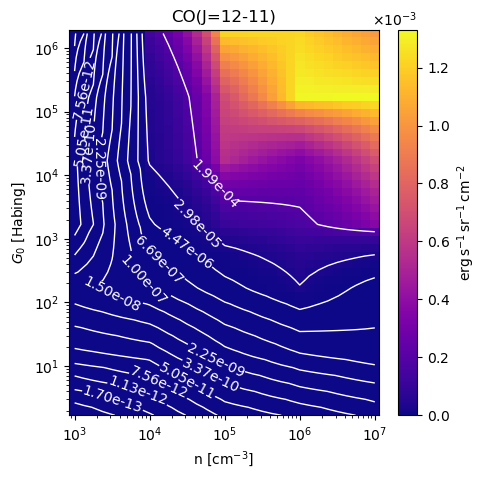 CO(J=12-11)
×10⁻³
10⁶
10⁵
10⁴
10³
10²
10¹
G₀ [Habing]
7.56e-12
3.37e-10
2.25e-09
1.99e-04
2.98e-05
4.47e-06
6.69e-07
1.00e-07
1.50e-08
2.25e-09
3.37e-10
5.05e-11
7.56e-12
1.13e-12
1.70e-13
10³
10⁴
10⁵
10⁶
10⁷
n [cm⁻³]
1.2
1.0
0.8
0.6
0.4
0.2
0.0
erg s⁻¹ sr⁻¹ cm⁻²